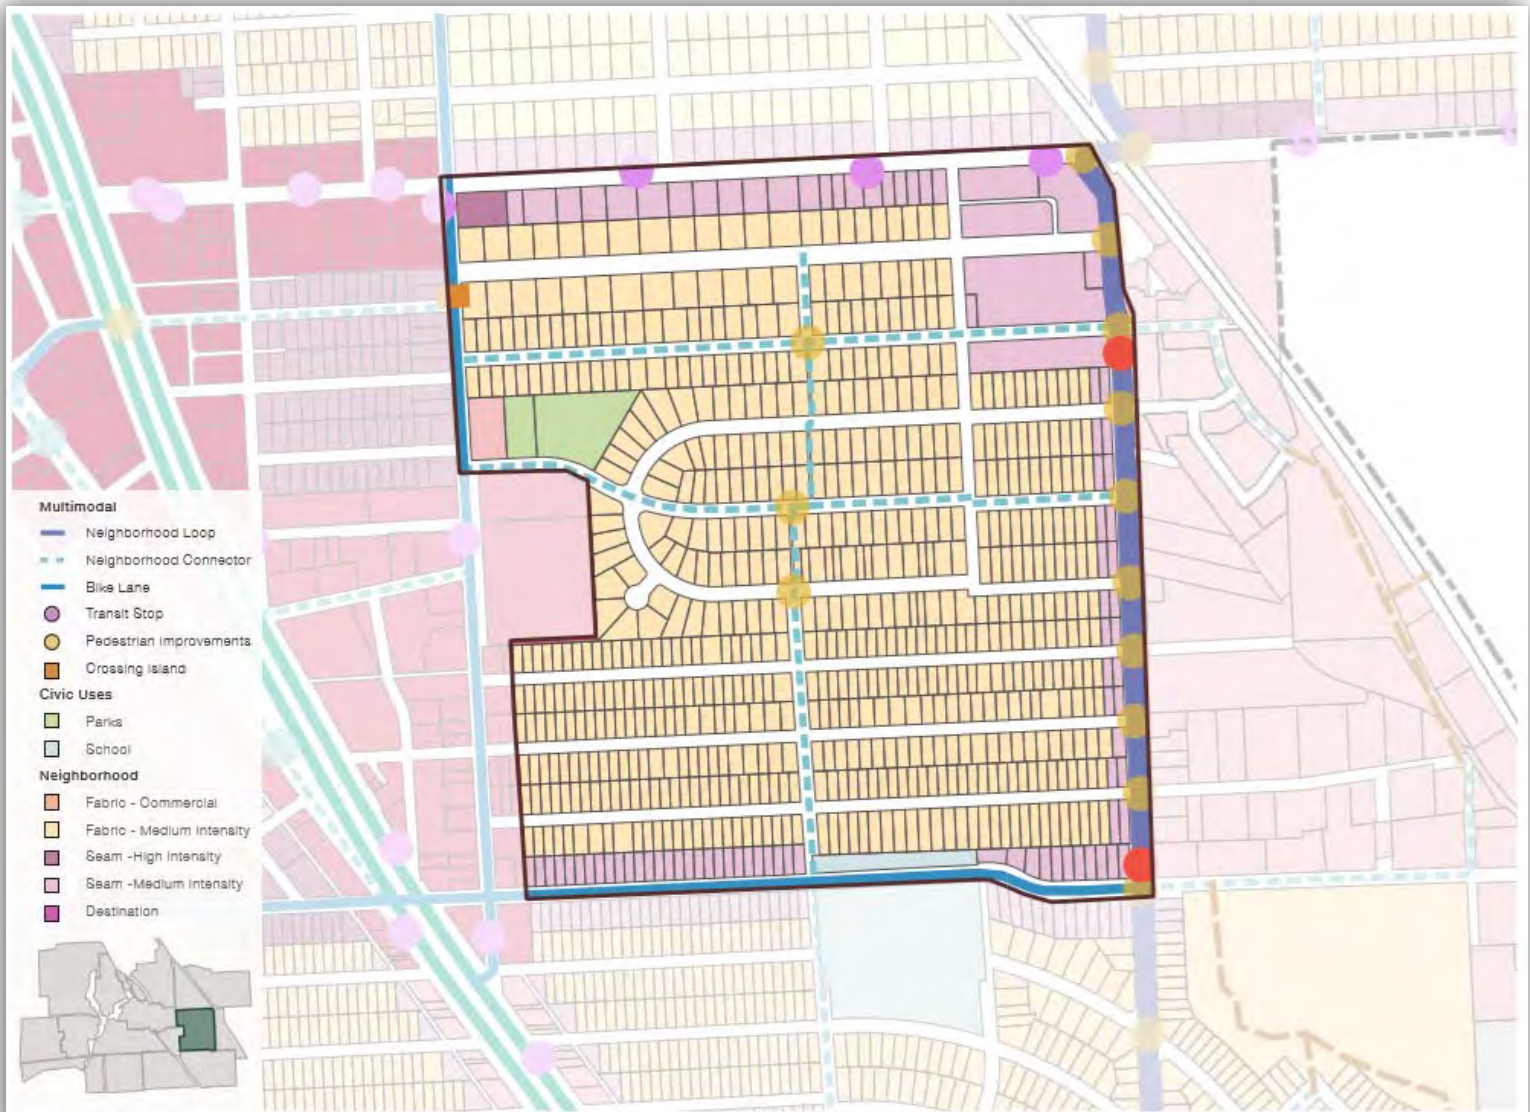 Multimodal
Neighborhood Loop
Neighborhood Connector
Bike Lane
Transit Stop
Pedestrian Improvements
Crossing Island
Civic Uses
Parks
School
Neighborhood
Fabric - Commercial
Fabric - Medium Intensity
Seam -High Intensity
Seam -Medium Intensity
Destination